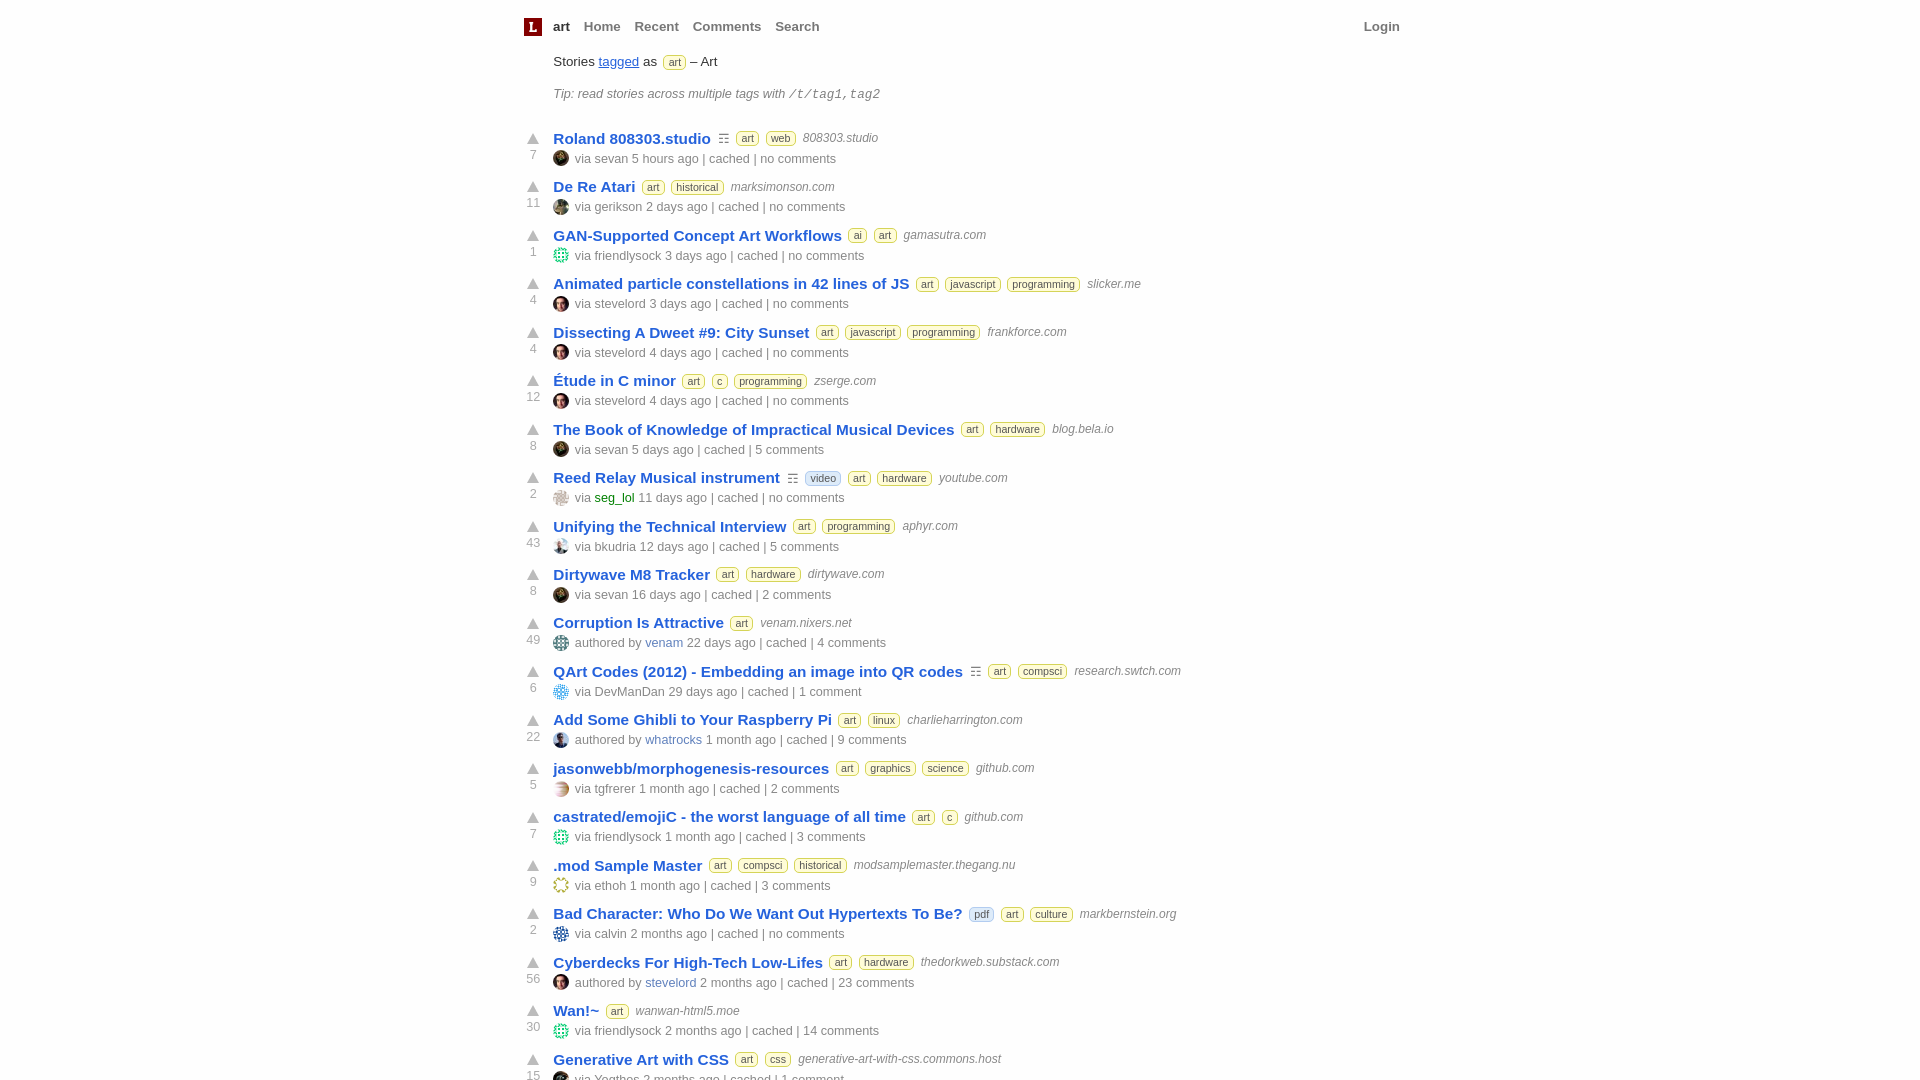 L art Home Recent Comments Search Login
Stories tagged as art – Art
Tip: read stories across multiple tags with /t/tag1,tag2
Roland 808303.studio ☶ art web 808303.studio
7 via sevan 5 hours ago | cached | no comments
De Re Atari art historical marksimonson.com
11 via gerikson 2 days ago | cached | no comments
GAN-Supported Concept Art Workflows ai art gamasutra.com
1 via friendlysock 3 days ago | cached | no comments
Animated particle constellations in 42 lines of JS art javascript programming slicker.me
4 via stevelord 3 days ago | cached | no comments
Dissecting A Dweet #9: City Sunset art javascript programming frankforce.com
4 via stevelord 4 days ago | cached | no comments
Étude in C minor art c programming zserge.com
12 via stevelord 4 days ago | cached | no comments
The Book of Knowledge of Impractical Musical Devices art hardware blog.bela.io
8 via sevan 5 days ago | cached | 5 comments
Reed Relay Musical instrument ☶ video art hardware youtube.com
2 via seg_lol 11 days ago | cached | no comments
Unifying the Technical Interview art programming aphyr.com
43 via bkudria 12 days ago | cached | 5 comments
Dirtywave M8 Tracker art hardware dirtywave.com
8 via sevan 16 days ago | cached | 2 comments
Corruption Is Attractive art venam.nixers.net
49 authored by venam 22 days ago | cached | 4 comments
QArt Codes (2012) - Embedding an image into QR codes ☶ art compsci research.swtch.com
6 via DevManDan 29 days ago | cached | 1 comment
Add Some Ghibli to Your Raspberry Pi art linux charlieharrington.com
22 authored by whatrocks 1 month ago | cached | 9 comments
jasonwebb/morphogenesis-resources art graphics science github.com
5 via tgfrerer 1 month ago | cached | 2 comments
castrated/emojiC - the worst language of all time art c github.com
7 via friendlysock 1 month ago | cached | 3 comments
.mod Sample Master art compsci historical modsamplemaster.thegang.nu
9 via ethoh 1 month ago | cached | 3 comments
Bad Character: Who Do We Want Out Hypertexts To Be? pdf art culture markbernstein.org
2 via calvin 2 months ago | cached | no comments
Cyberdecks For High-Tech Low-Lifes art hardware thedorkweb.substack.com
56 authored by stevelord 2 months ago | cached | 23 comments
Wan!~ art wanwan-html5.moe
30 via friendlysock 2 months ago | cached | 14 comments
Generative Art with CSS art css generative-art-with-css.commons.host
15 via Yogthos 2 months ago | cached | 1 comment